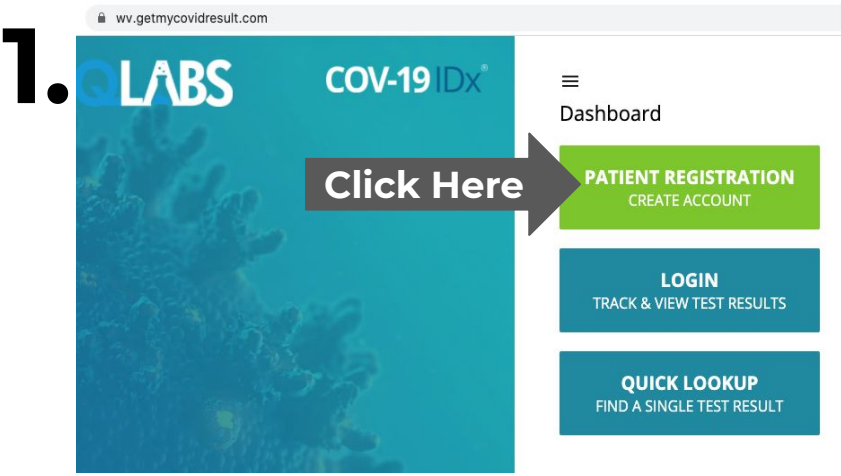 wv.getmycovidresult.com
1.
QLABS
COV-19 IDx®
Dashboard
Click Here
PATIENT REGISTRATION
CREATE ACCOUNT
LOGIN
TRACK & VIEW TEST RESULTS
QUICK LOOKUP
FIND A SINGLE TEST RESULT